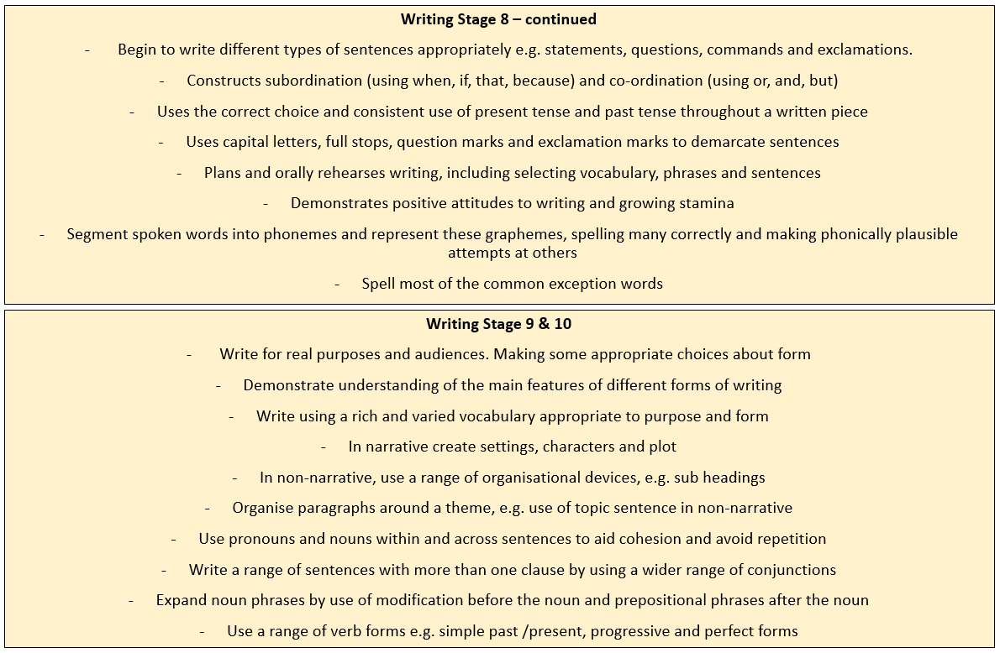 Writing Stage 8 – continued
- Begin to write different types of sentences appropriately e.g. statements, questions, commands and exclamations.
- Constructs subordination (using when, if, that, because) and co-ordination (using or, and, but)
- Uses the correct choice and consistent use of present tense and past tense throughout a written piece
- Uses capital letters, full stops, question marks and exclamation marks to demarcate sentences
- Plans and orally rehearses writing, including selecting vocabulary, phrases and sentences
- Demonstrates positive attitudes to writing and growing stamina
- Segment spoken words into phonemes and represent these graphemes, spelling many correctly and making phonically plausible
attempts at others
- Spell most of the common exception words
Writing Stage 9 & 10
- Write for real purposes and audiences. Making some appropriate choices about form
- Demonstrate understanding of the main features of different forms of writing
- Write using a rich and varied vocabulary appropriate to purpose and form
- In narrative create settings, characters and plot
- In non-narrative, use a range of organisational devices, e.g. sub headings
- Organise paragraphs around a theme, e.g. use of topic sentence in non-narrative
- Use pronouns and nouns within and across sentences to aid cohesion and avoid repetition
- Write a range of sentences with more than one clause by using a wider range of conjunctions
- Expand noun phrases by use of modification before the noun and prepositional phrases after the noun
- Use a range of verb forms e.g. simple past /present, progressive and perfect forms